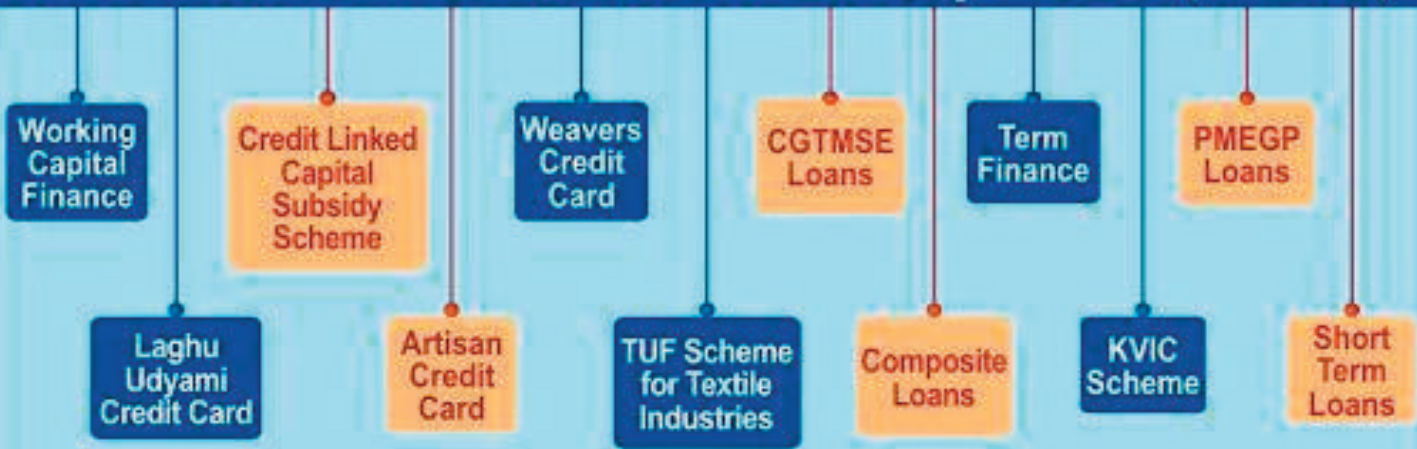 Working
Capital
Finance
Credit Linked
Capital
Subsidy
Scheme
Weavers
Credit
Card
CGTMSE
Loans
Term
Finance
PMEGP
Loans
Laghu
Udyami
Credit Card
Artisan
Credit
Card
TUF Scheme
for Textile
Industries
Composite
Loans
KVIC
Scheme
Short
Term
Loans